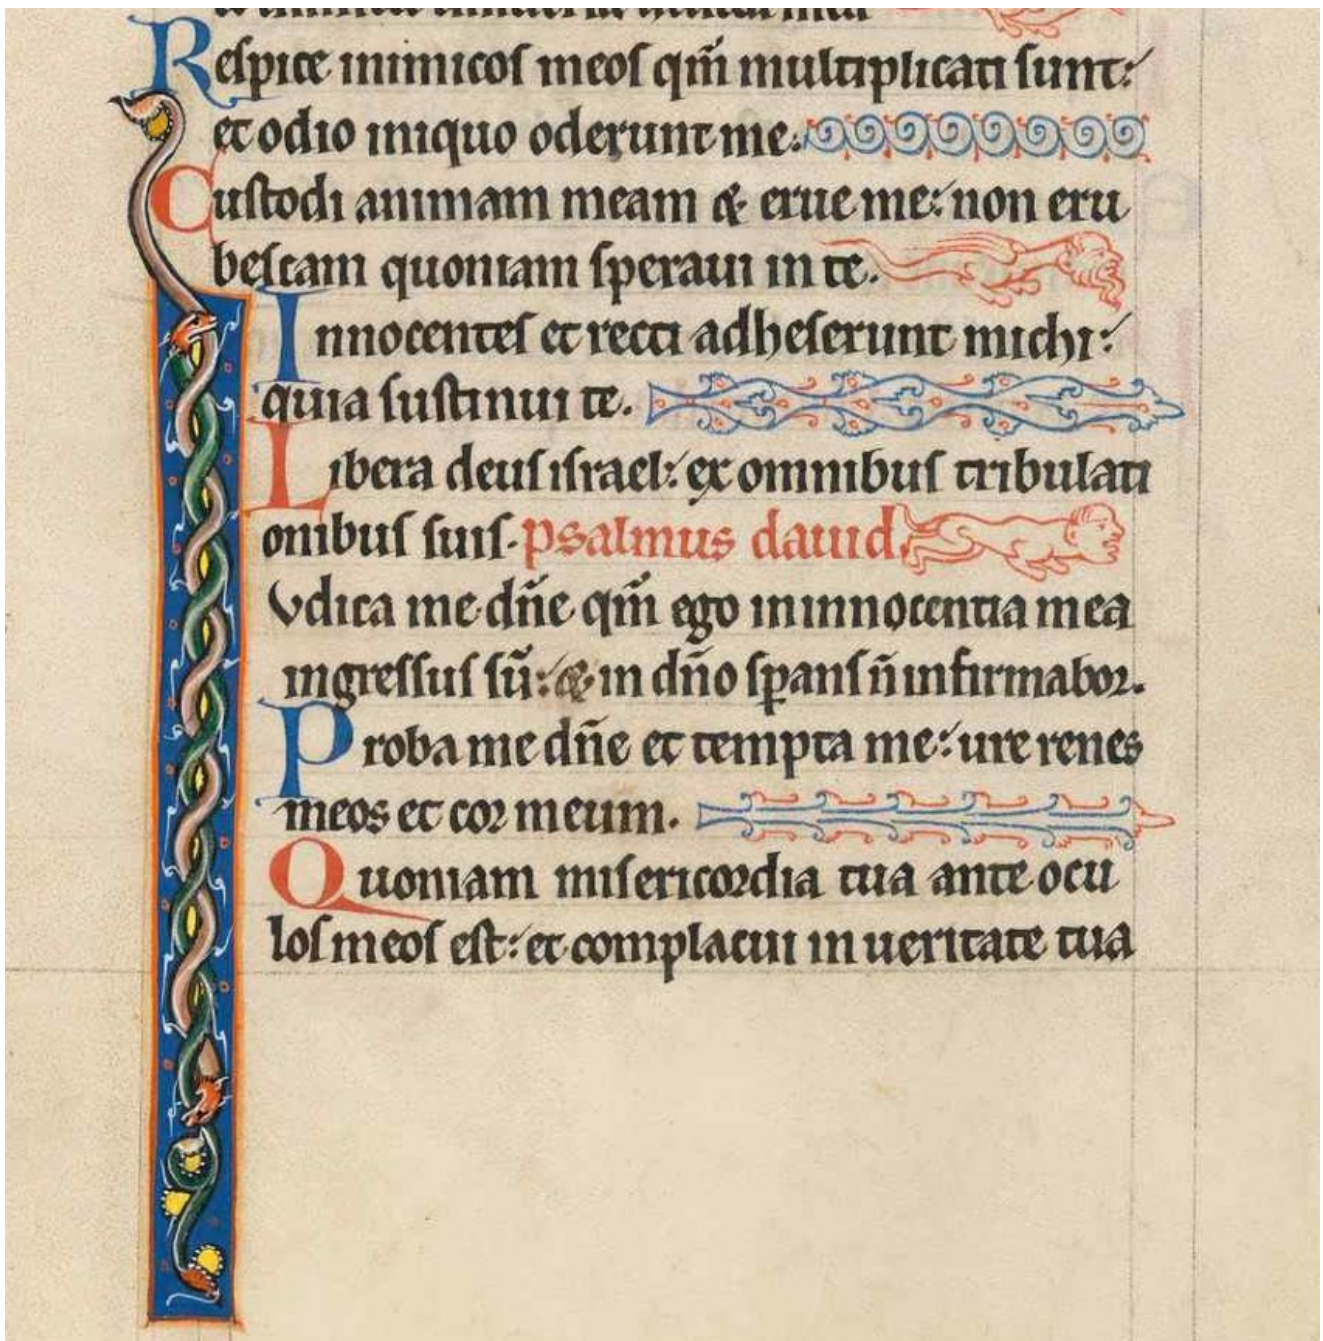 Reſpice inimicoſ meoſ qm̄ multiplicati ſunt:
et odio iniquo oderunt me.
Cuſtodi animam meam & erue me: non eru
beſcam quoniam ſperaui in te.
Innocenteſ et recti adheſerunt michi:
quia ſuſtinui te.
Libera deuſ iſrael: ex omnibuſ tribulati
onibuſ ſuiſ. psalmus dauid.
IVdica me dn̄e qm̄ ego in innocentia mea
ingreſſuſ ſū: & in dn̄o ſꝑanſ n̄ infirmabor.
Proba me dn̄e et tempta me: ure renes
meos et cor meum.
Quoniam miſericordia tua ante ocu
loſ meoſ eſt: et complacui in ueritate tua